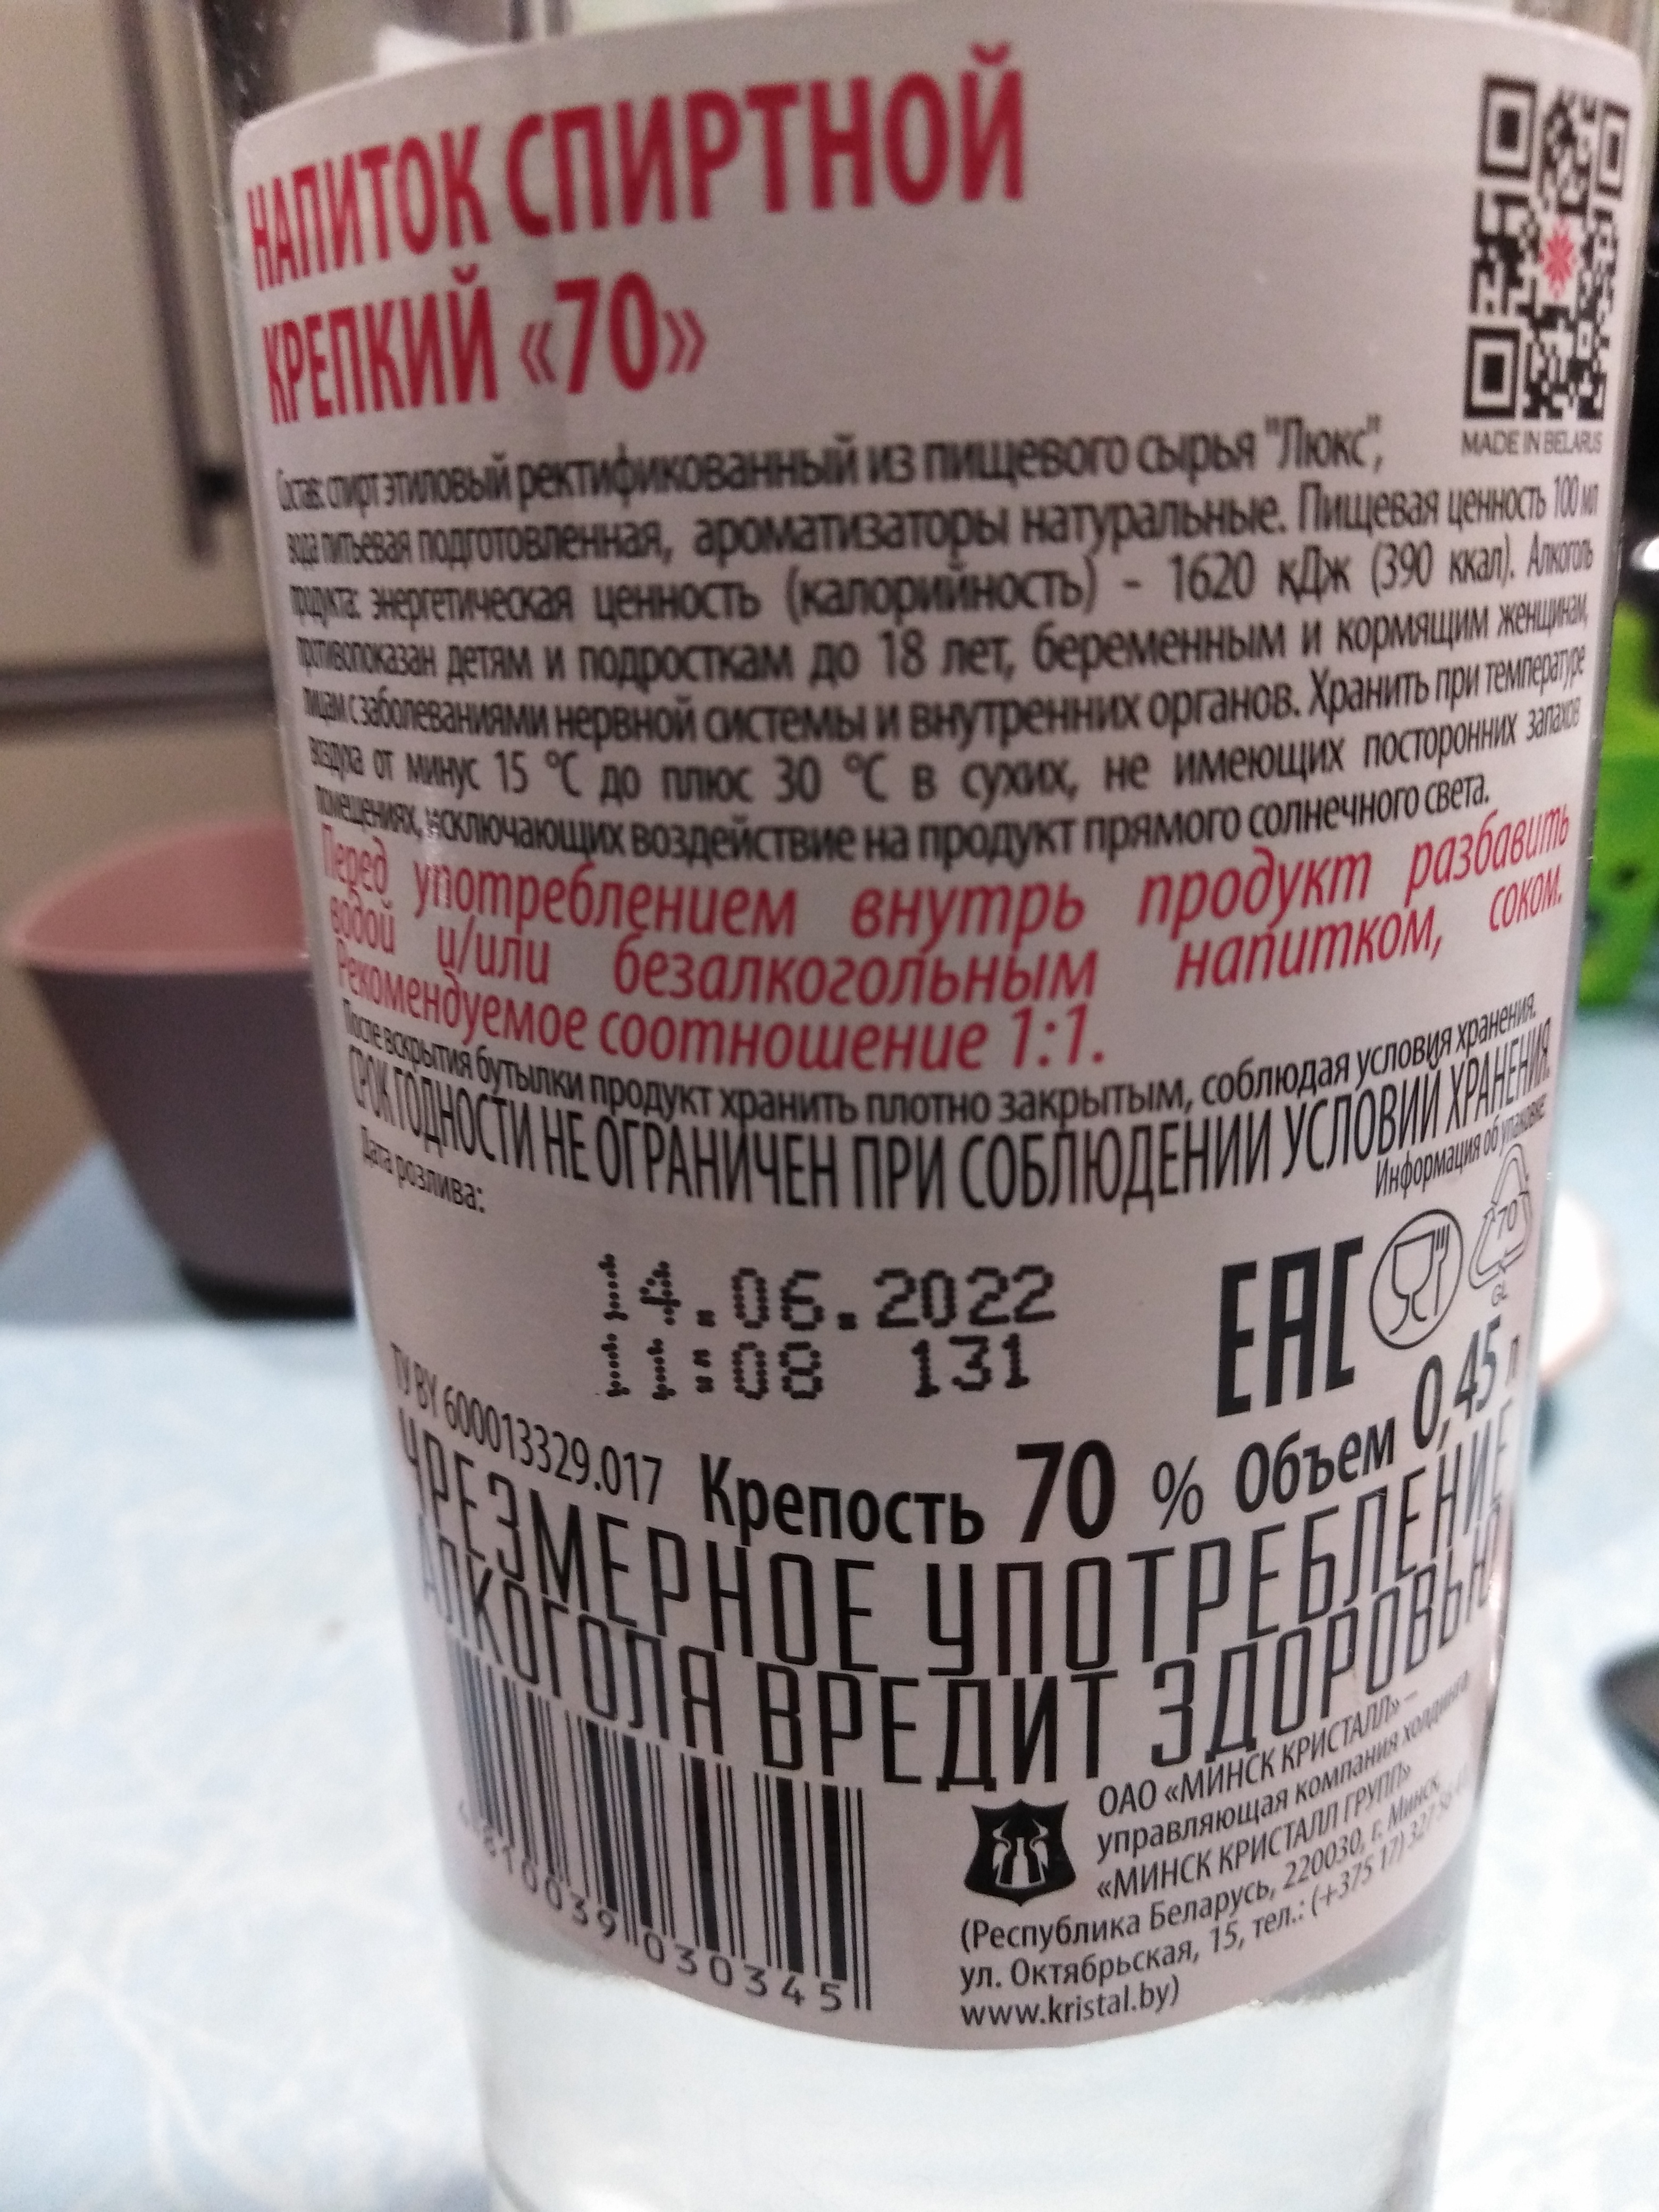 НАПИТОК СПИРТНОЙ
КРЕПКИЙ «70»
MADE IN BELARUS
Состав: спирт этиловый ректификованный из пищевого сырья "Люкс",
вода питьевая подготовленная, ароматизаторы натуральные. Пищевая ценность 100 мл
продукта: энергетическая ценность (калорийность) - 1620 кДж (390 ккал). Алкоголь
противопоказан детям и подросткам до 18 лет, беременным и кормящим женщинам,
лицам с заболеваниями нервной системы и внутренних органов. Хранить при температуре
воздуха от минус 15 °С до плюс 30 °С в сухих, не имеющих посторонних запахов
помещениях, исключающих воздействие на продукт прямого солнечного света.
Перед употреблением внутрь продукт разбавить
водой и/или безалкогольным напитком, соком.
Рекомендуемое соотношение 1:1.
После вскрытия бутылки продукт хранить плотно закрытым, соблюдая условия хранения.
СРОК ГОДНОСТИ НЕ ОГРАНИЧЕН ПРИ СОБЛЮДЕНИИ УСЛОВИЙ ХРАНЕНИЯ.
Дата розлива:
Информация об упаковке:
14.06.2022
11:08 131
ЕАС
70
GL
ТУ BY 600013329.017 Крепость 70 % Объем 0,45 л
ЧРЕЗМЕРНОЕ УПОТРЕБЛЕНИЕ
АЛКОГОЛЯ ВРЕДИТ ЗДОРОВЬЮ
4 810039 030345
ОАО «МИНСК КРИСТАЛЛ» –
управляющая компания холдинга
«МИНСК КРИСТАЛЛ ГРУПП»
(Республика Беларусь, 220030, г. Минск,
ул. Октябрьская, 15, тел.: (+375 17) 327 56
www.kristal.by)